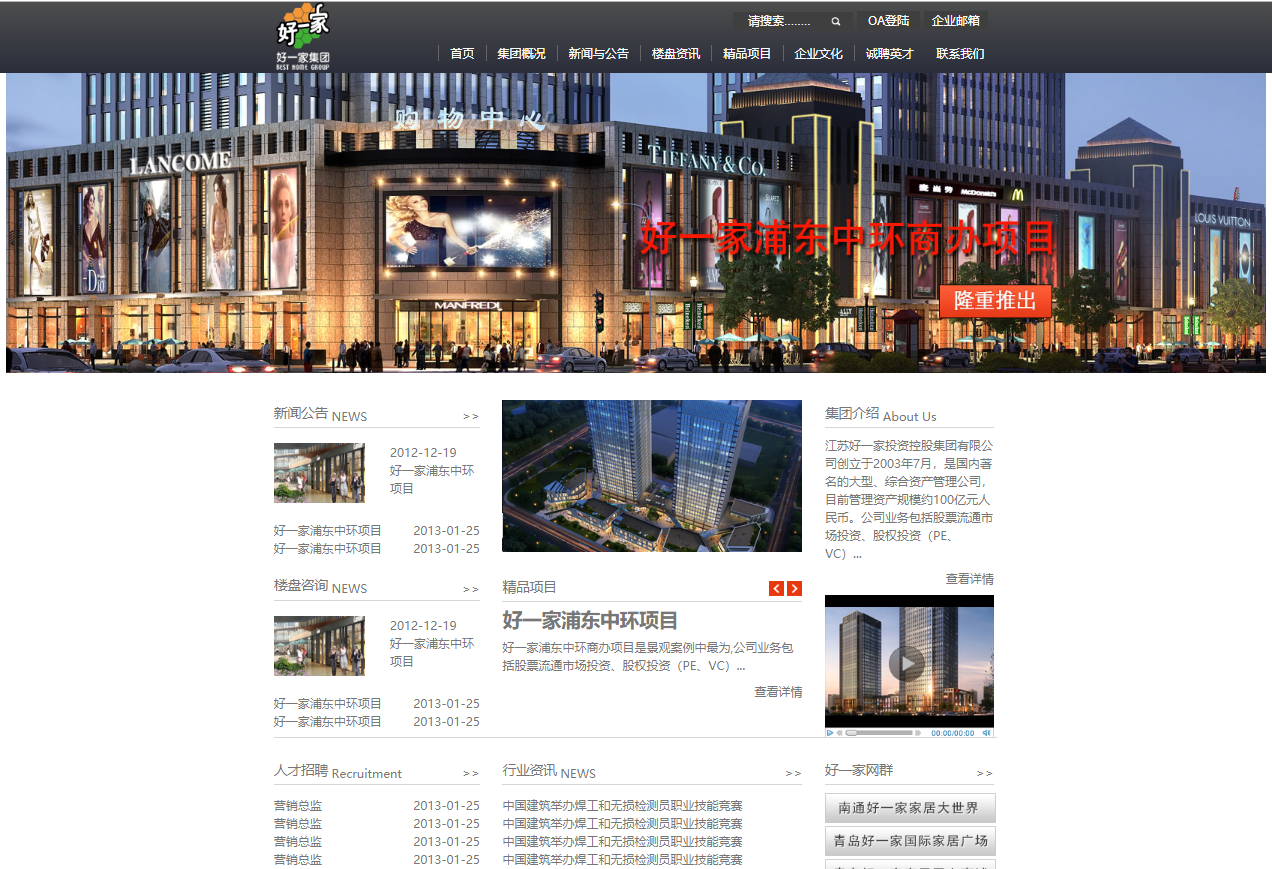 好一家
好一家集团
BEST HOME GROUP
请搜索........
OA登陆
企业邮箱
首页
集团概况
新闻与公告
楼盘资讯
精品项目
企业文化
诚聘英才
联系我们
购物中心
LANCOME
TIFFANY & CO.
麦当劳 McDonald's
LOUIS VUITTON
Dior
MANFREDI
好一家浦东中环商办项目
隆重推出
新闻公告 NEWS >>
2012-12-19
好一家浦东中环
项目
好一家浦东中环项目 2013-01-25
好一家浦东中环项目 2013-01-25
楼盘咨询 NEWS >>
2012-12-19
好一家浦东中环
项目
好一家浦东中环项目 2013-01-25
好一家浦东中环项目 2013-01-25
精品项目
好一家浦东中环项目
好一家浦东中环商办项目是景观案例中最为,公司业务包
括股票流通市场投资、股权投资（PE、VC）...
查看详情
集团介绍 About Us
江苏好一家投资控股集团有限公
司创立于2003年7月，是国内著
名的大型、综合资产管理公司，
目前管理资产规模约100亿元人
民币。公司业务包括股票流通市
场投资、股权投资（PE、
VC）...
查看详情
00:00/00:00
人才招聘 Recruitment >>
营销总监 2013-01-25
营销总监 2013-01-25
营销总监 2013-01-25
营销总监 2013-01-25
行业资讯 NEWS >>
中国建筑举办焊工和无损检测员职业技能竞赛
中国建筑举办焊工和无损检测员职业技能竞赛
中国建筑举办焊工和无损检测员职业技能竞赛
中国建筑举办焊工和无损检测员职业技能竞赛
好一家网群 >>
南通好一家家居大世界
青岛好一家国际家居广场